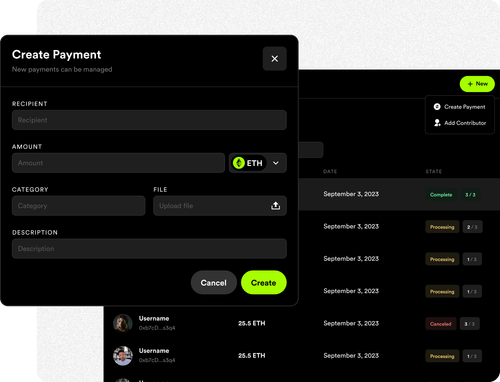 Create Payment
New payments can be managed
RECIPIENT
Recipient
AMOUNT
Amount
ETH
CATEGORY
FILE
Category
Upload file
DESCRIPTION
Description
Cancel
Create
+ New
Create Payment
Add Contributor
DATE
STATE
September 3, 2023
Complete
3 / 3
September 3, 2023
Processing
2 / 3
September 3, 2023
Processing
1 / 3
September 3, 2023
Processing
1 / 3
Username
0xb7cD...s3q4
25.5 ETH
September 3, 2023
Canceled
3 / 3
Username
0xb7cD...s3q4
25.5 ETH
September 3, 2023
Processing
1 / 3